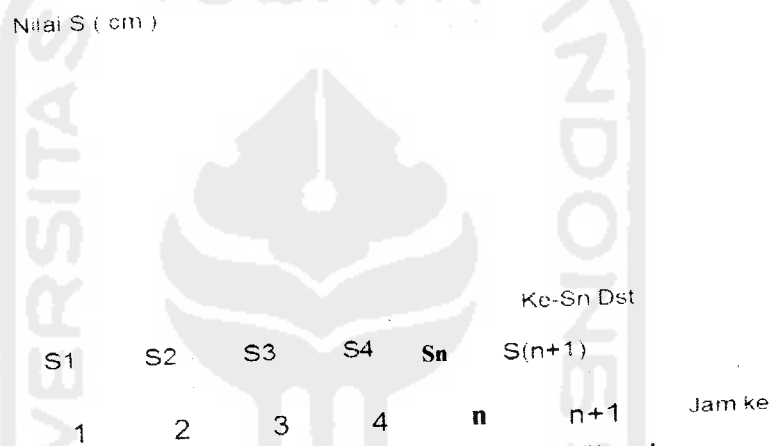 Nilai S ( cm )
Ke-Sn Dst
S1 S2 S3 S4 Sn S(n+1)
1 2 3 4 n n+1 Jam ke